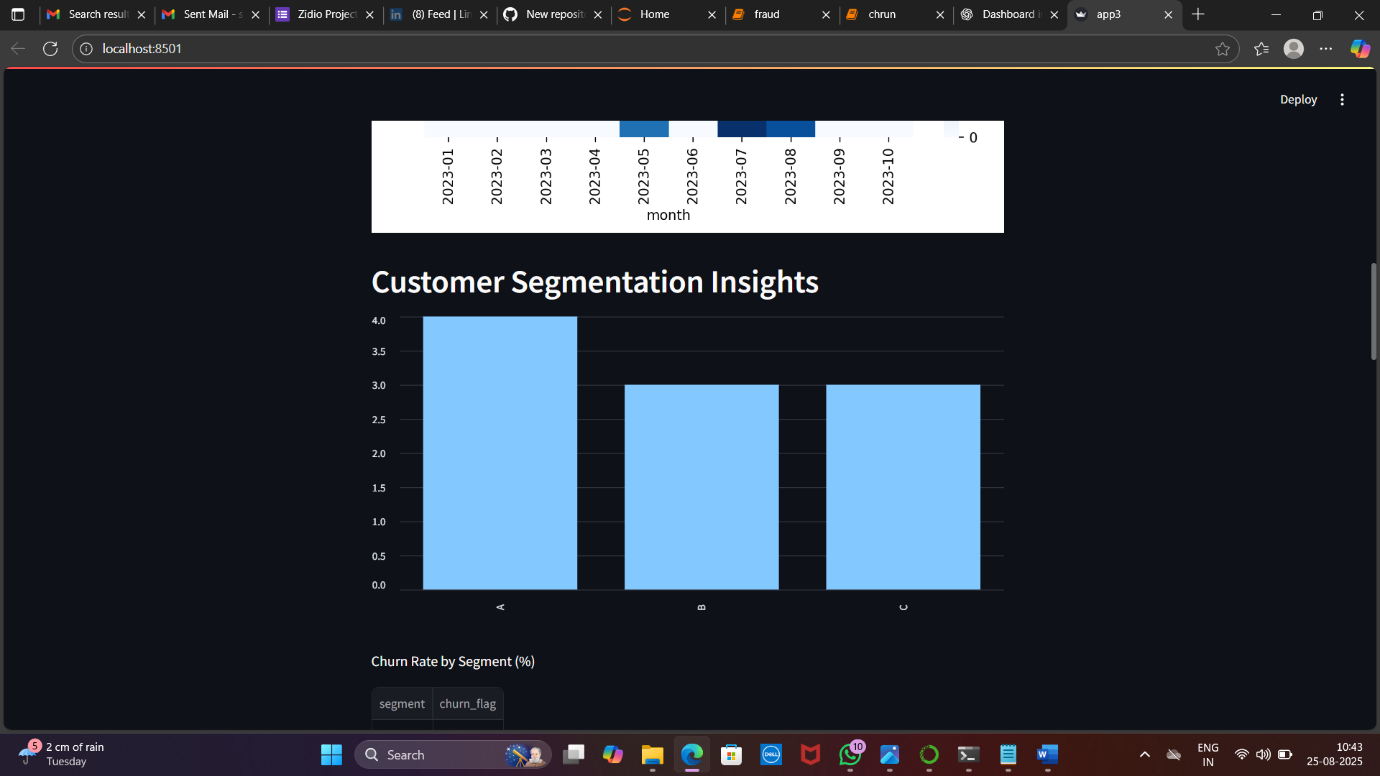 Search result
Sent Mail - s
Zidio Project
(8) Feed | Lin
New reposit
Home
fraud
chrun
Dashboard i
app3
localhost:8501
Deploy
0
2023-01
2023-02
2023-03
2023-04
2023-05
2023-06
2023-07
2023-08
2023-09
2023-10
month
Customer Segmentation Insights
4.0
3.5
3.0
2.5
2.0
1.5
1.0
0.5
0.0
A
B
C
Churn Rate by Segment (%)
segment churn_flag
5
2 cm of rain
Tuesday
Search
DELL
10
W
ENG
IN
10:43
25-08-2025